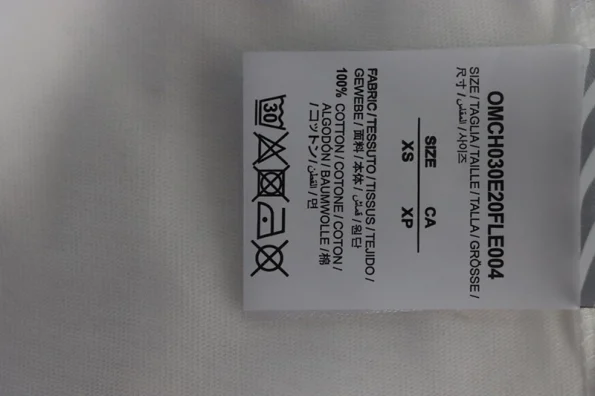 OMCH030E20FLE004
SIZE / TAGLIA / TAILLE / TALLA / GRÖSSE /
尺寸 / المقاس / 사이즈
SIZE CA
XS XP
FABRIC / TESSUTO / TISSUS / TEJIDO /
GEWEBE / 面料 / 本体 / قماش / 원단
100% COTTON / COTONE / COTON /
ALGODÓN / BAUMWOLLE / 棉
/ コットン / القطن / 면
30